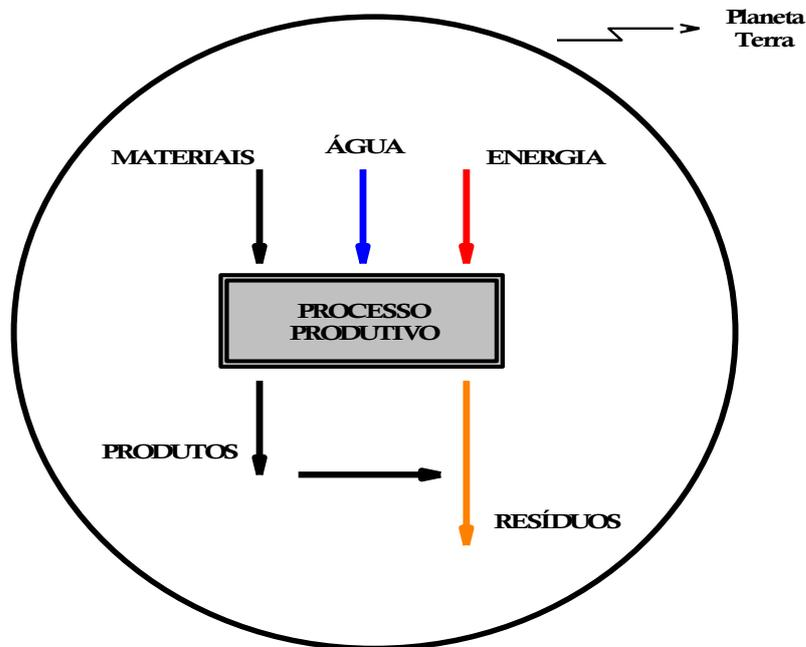 Planeta
Terra
MATERIAIS
ÁGUA
ENERGIA
PROCESSO
PRODUTIVO
PRODUTOS
RESÍDUOS